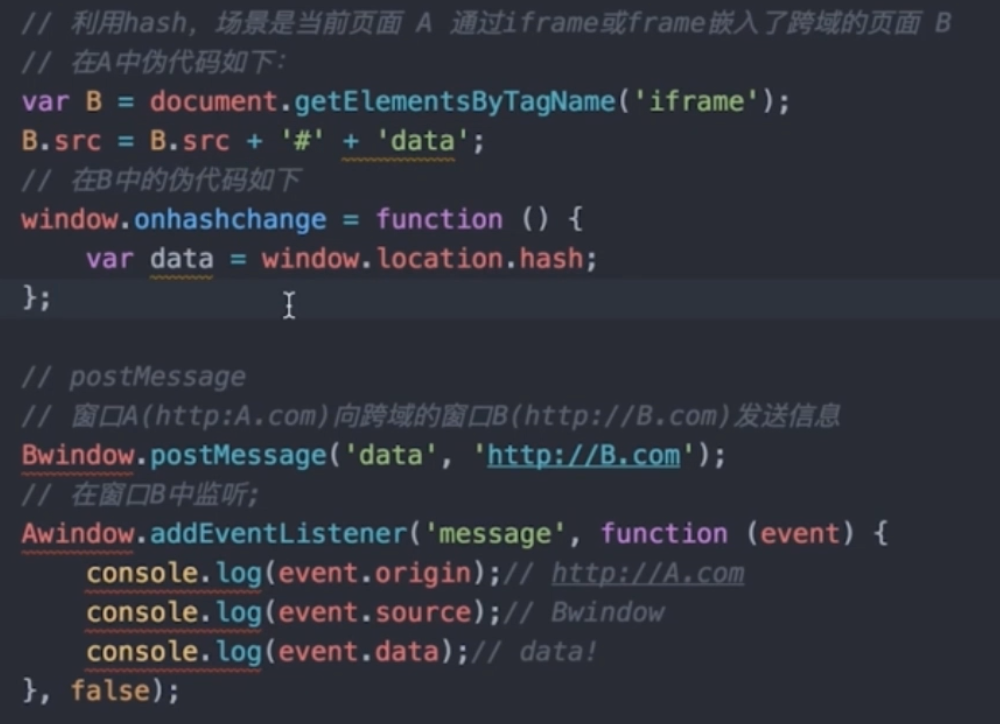 // 利用hash, 场景是当前页面 A 通过iframe或frame嵌入了跨域的页面 B
// 在A中伪代码如下:
var B = document.getElementsByTagName('iframe');
B.src = B.src + '#' + 'data';
// 在B中的伪代码如下
window.onhashchange = function () {
    var data = window.location.hash;
};
// postMessage
// 窗口A(http:A.com)向跨域的窗口B(http://B.com)发送信息
Bwindow.postMessage('data', 'http://B.com');
// 在窗口B中监听;
Awindow.addEventListener('message', function (event) {
    console.log(event.origin);// http://A.com
    console.log(event.source);// Bwindow
    console.log(event.data);// data!
}, false);